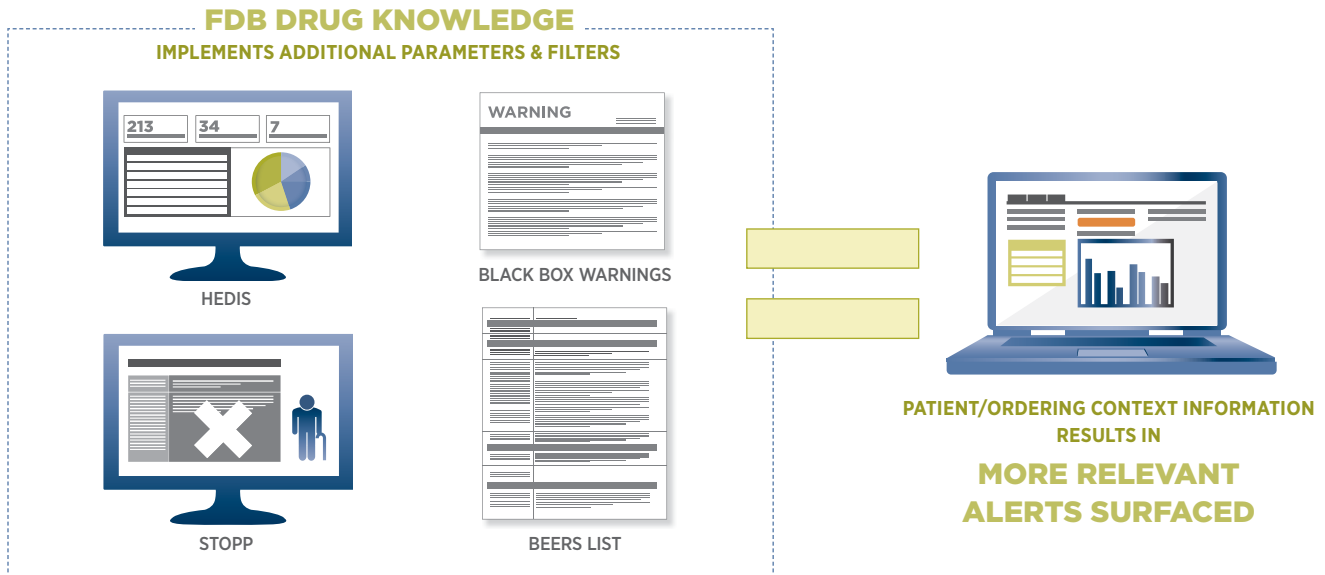 FDB DRUG KNOWLEDGE
IMPLEMENTS ADDITIONAL PARAMETERS & FILTERS
213
34
7
HEDIS
WARNING
BLACK BOX WARNINGS
STOPP
BEERS LIST
PATIENT/ORDERING CONTEXT INFORMATION
RESULTS IN
MORE RELEVANT
ALERTS SURFACED